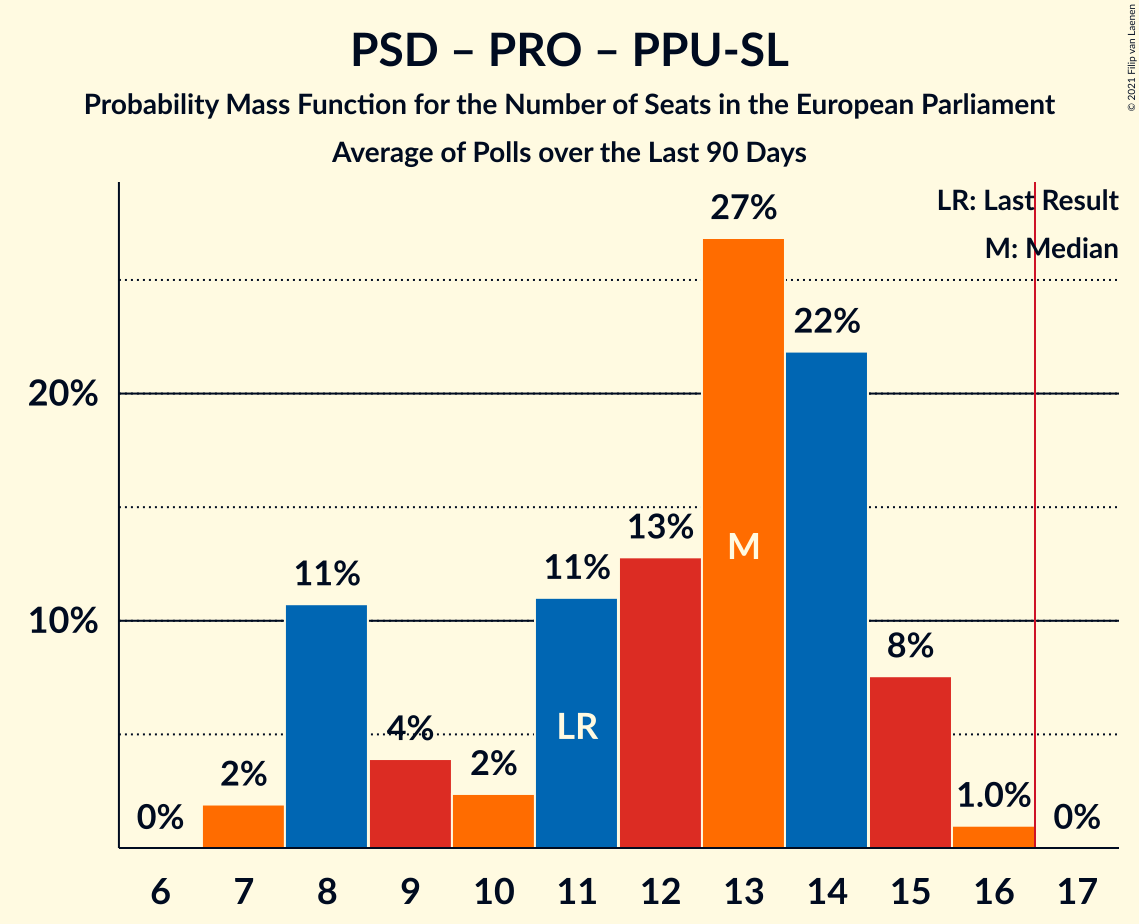 PSD – PRO – PPU-SL
Probability Mass Function for the Number of Seats in the European Parliament
Average of Polls over the Last 90 Days
© 2021 Filip van Laenen
LR: Last Result
M: Median
20%
10%
0%
2%
11%
4%
2%
11%
13%
27%
22%
8%
1.0%
0%
LR
M
6 7 8 9 10 11 12 13 14 15 16 17